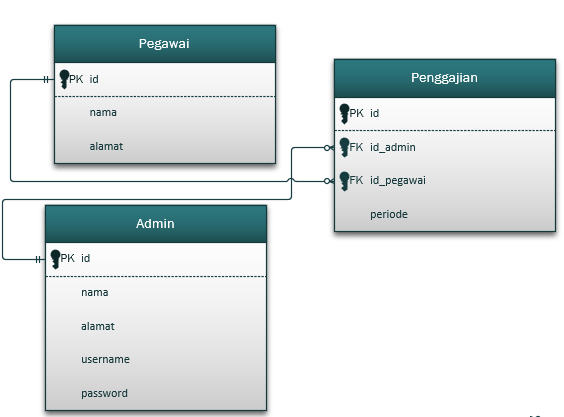 Pegawai
PK id
nama
alamat
Penggajian
PK id
FK id_admin
FK id_pegawai
periode
Admin
PK id
nama
alamat
username
password